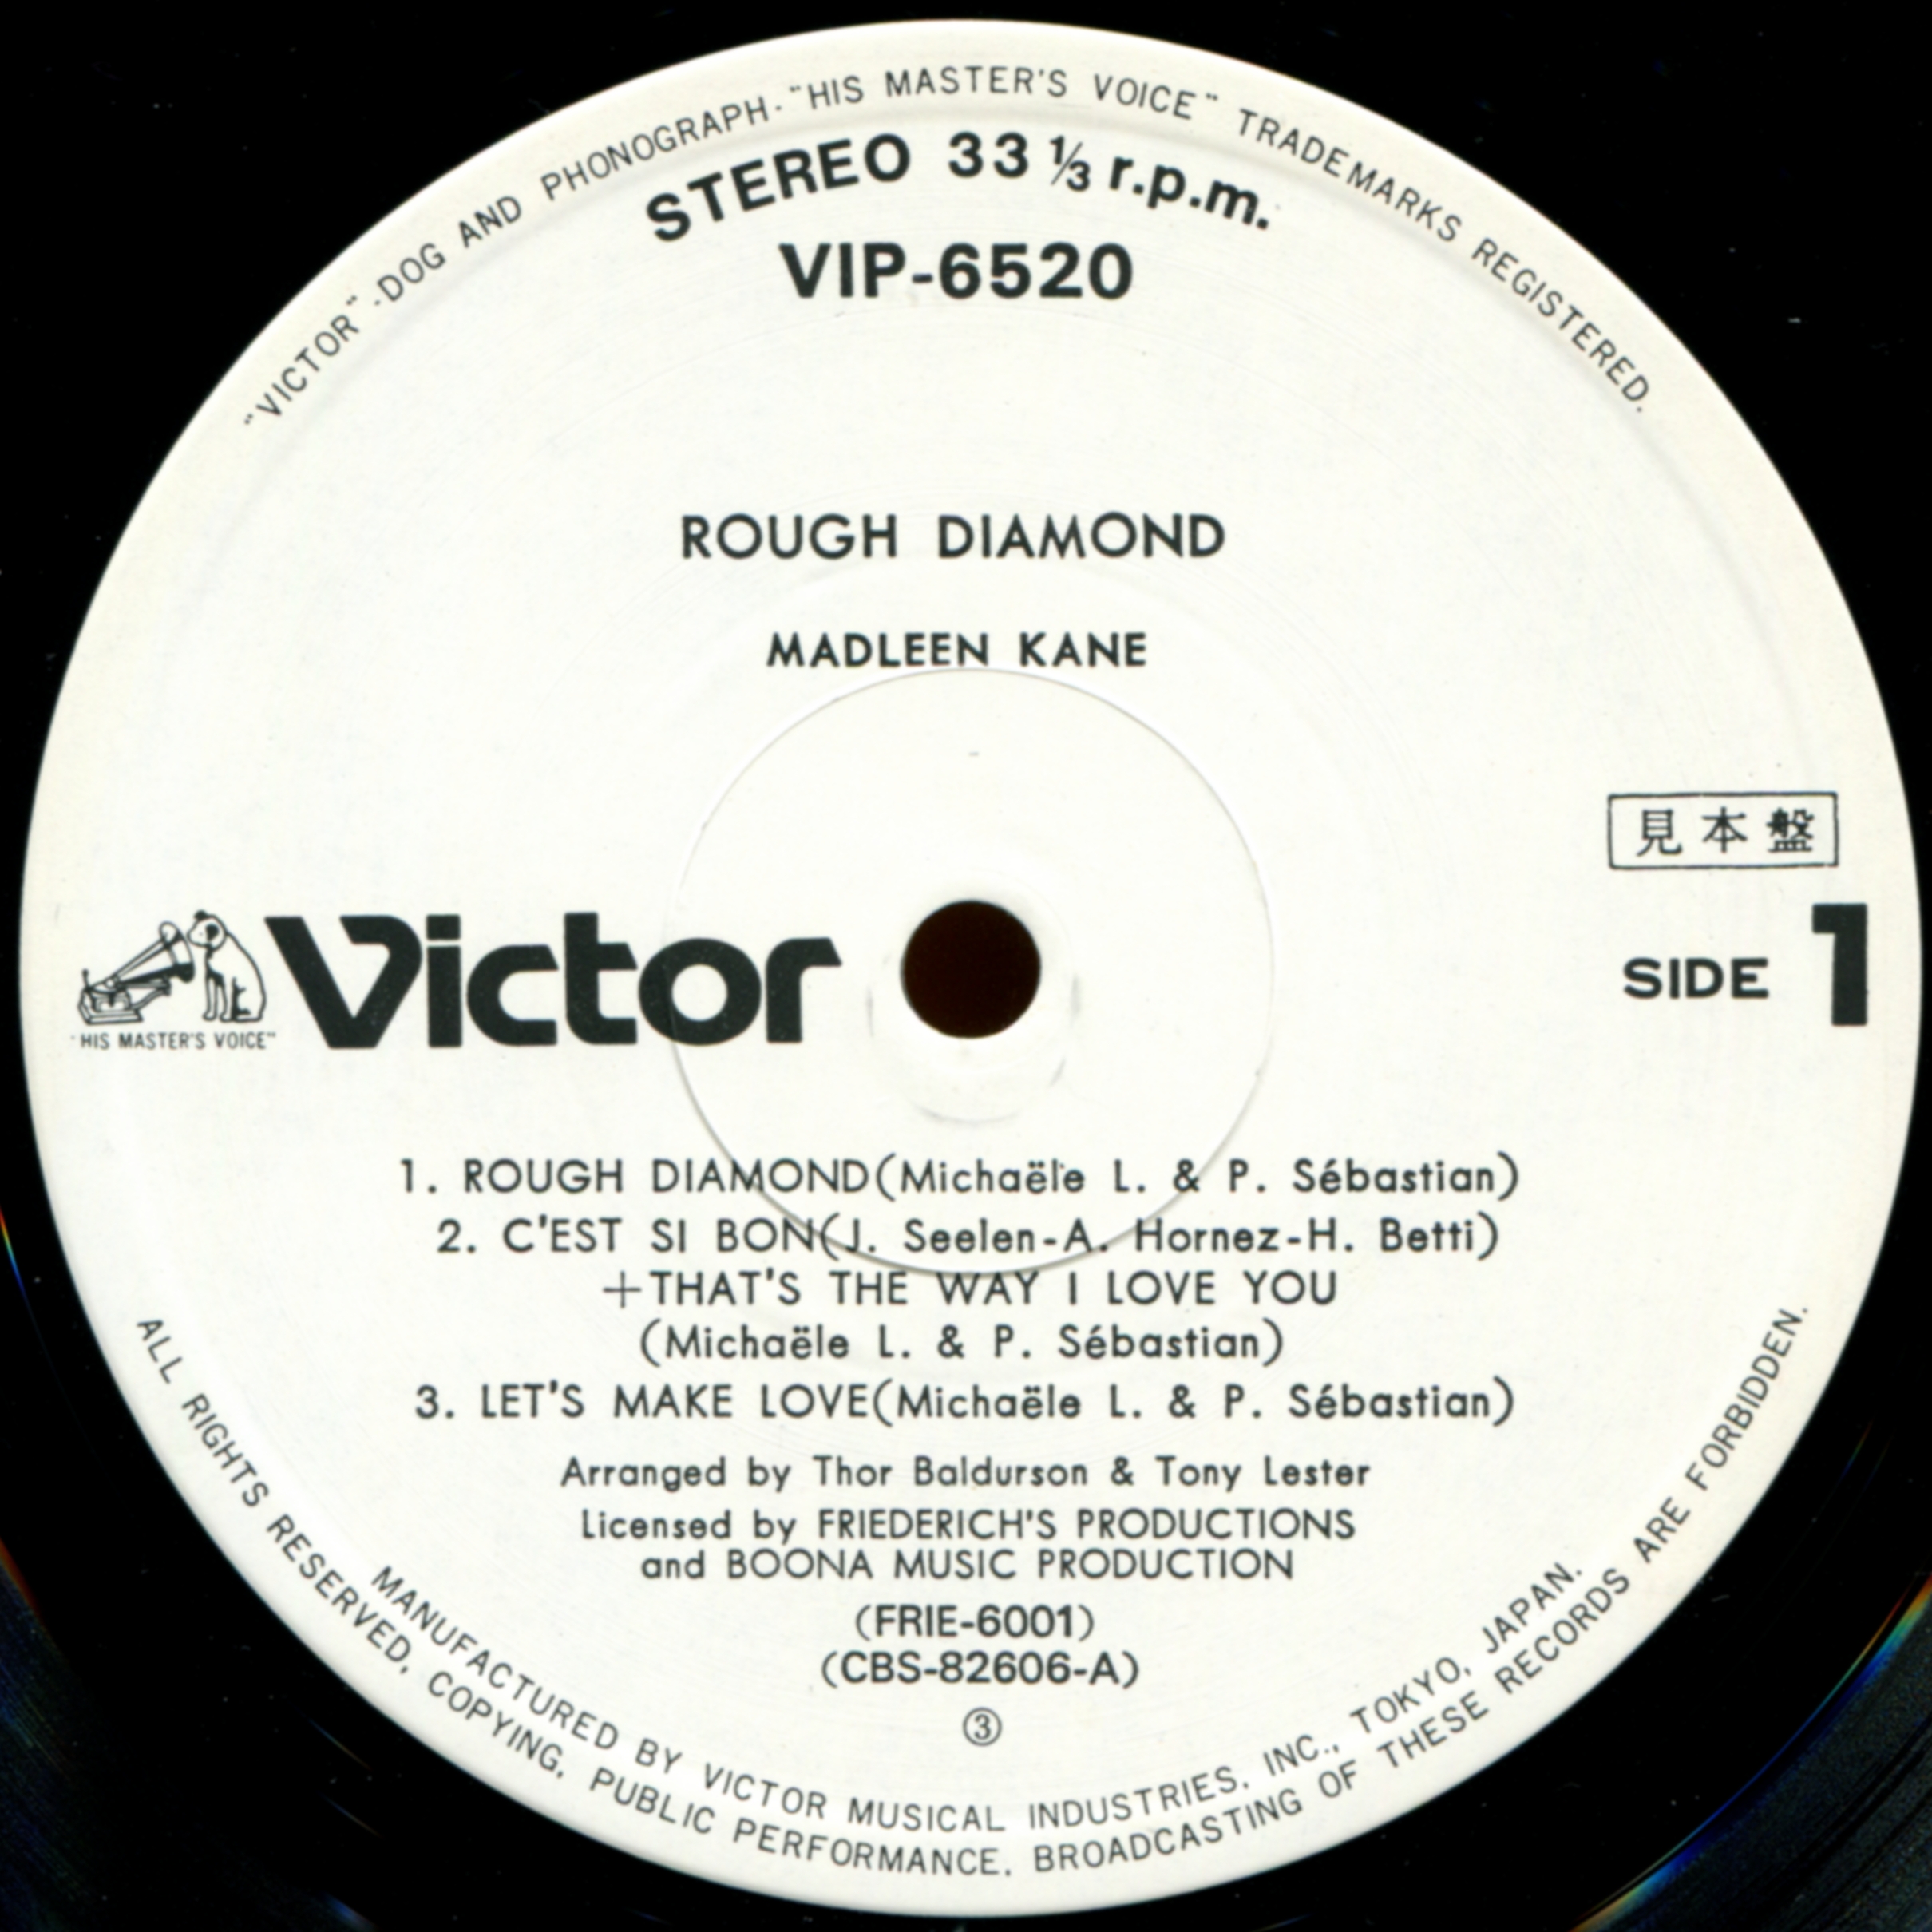 "VICTOR"-DOG AND PHONOGRAPH-"HIS MASTER'S VOICE" TRADEMARKS REGISTERED.
STEREO 33 ⅓ r.p.m.
VIP-6520
ROUGH DIAMOND
MADLEEN KANE
見本盤
Victor
SIDE 1
"HIS MASTER'S VOICE"
1. ROUGH DIAMOND(Michaële L. & P. Sébastian)
2. C'EST SI BON(J. Seelen-A. Hornez-H. Betti)
+THAT'S THE WAY I LOVE YOU
(Michaële L. & P. Sébastian)
3. LET'S MAKE LOVE(Michaële L. & P. Sébastian)
Arranged by Thor Baldurson & Tony Lester
Licensed by FRIEDERICH'S PRODUCTIONS
and BOONA MUSIC PRODUCTION
(FRIE-6001)
(CBS-82606-A)
③
MANUFACTURED BY VICTOR MUSICAL INDUSTRIES, INC., TOKYO, JAPAN.
ALL RIGHTS RESERVED, COPYING, PUBLIC PERFORMANCE, BROADCASTING OF THESE RECORDS ARE FORBIDDEN.